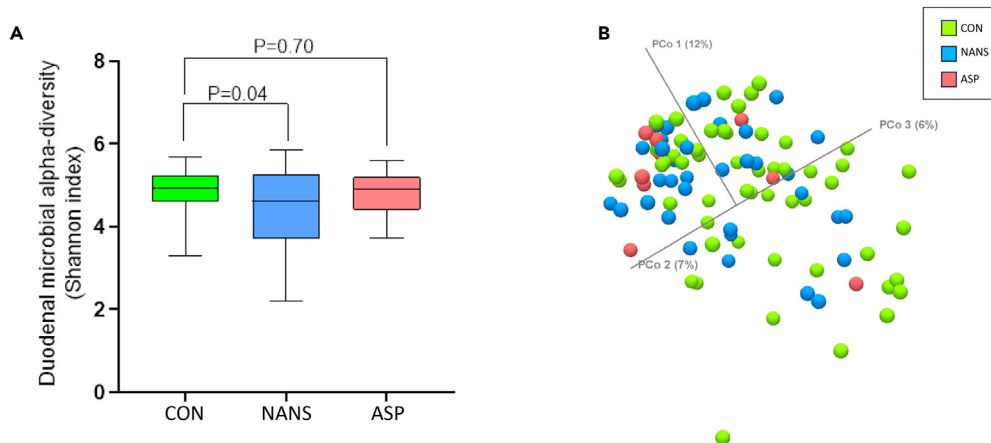 A
Duodenal microbial alpha-diversity
(Shannon index)
8
6
4
2
0
P=0.70
P=0.04
CON
NANS
ASP
B
PCo 1 (12%)
PCo 3 (6%)
PCo 2 (7%)
CON
NANS
ASP